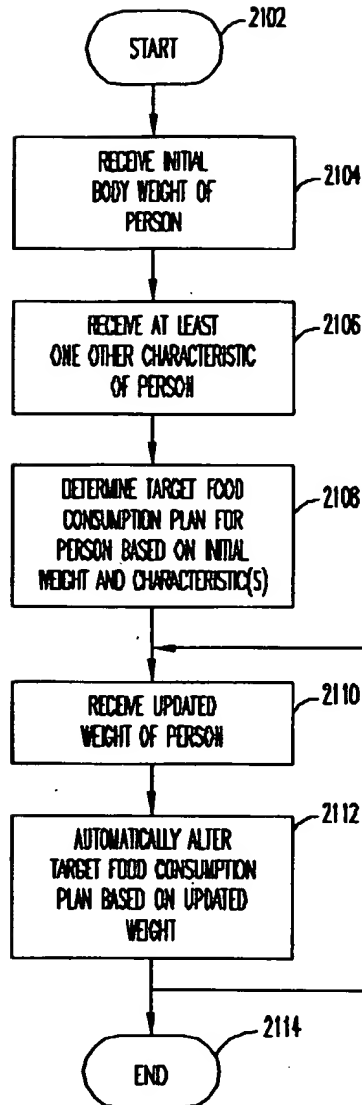 START
2102
RECEIVE INITIAL
BODY WEIGHT OF
PERSON
2104
RECEIVE AT LEAST
ONE OTHER CHARACTERISTIC
OF PERSON
2106
DETERMINE TARGET FOOD
CONSUMPTION PLAN FOR
PERSON BASED ON INITIAL
WEIGHT AND CHARACTERISTIC(S)
2108
RECEIVE UPDATED
WEIGHT OF PERSON
2110
AUTOMATICALLY ALTER
TARGET FOOD CONSUMPTION
PLAN BASED ON UPDATED
WEIGHT
2112
END
2114